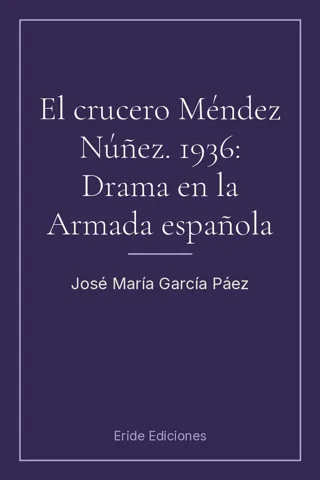 El crucero Méndez
Núñez. 1936:
Drama en la
Armada española
José María García Páez
Eride Ediciones